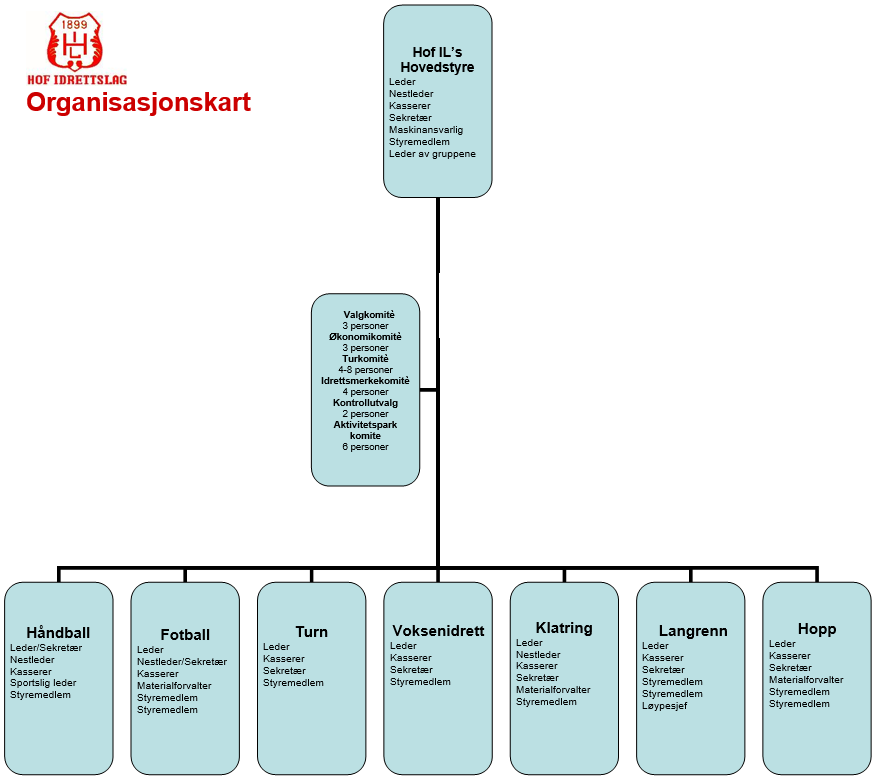 1899
HIL
HOF IDRETTSLAG
Organisasjonskart
Hof IL's
Hovedstyre
Leder
Nestleder
Kasserer
Sekretær
Maskinansvarlig
Styremedlem
Leder av gruppene
Valgkomitè
3 personer
Økonomikomitè
3 personer
Turkomitè
4-8 personer
Idrettsmerkekomitè
4 personer
Kontrollutvalg
2 personer
Aktivitetspark
komite
6 personer
Håndball
Leder/Sekretær
Nestleder
Kasserer
Sportslig leder
Styremedlem
Fotball
Leder
Nestleder/Sekretær
Kasserer
Materialforvalter
Styremedlem
Styremedlem
Turn
Leder
Kasserer
Sekretær
Styremedlem
Voksenidrett
Leder
Kasserer
Sekretær
Styremedlem
Klatring
Leder
Nestleder
Kasserer
Sekretær
Materialforvalter
Styremedlem
Langrenn
Leder
Kasserer
Sekretær
Styremedlem
Styremedlem
Løypesjef
Hopp
Leder
Kasserer
Sekretær
Materialforvalter
Styremedlem
Styremedlem